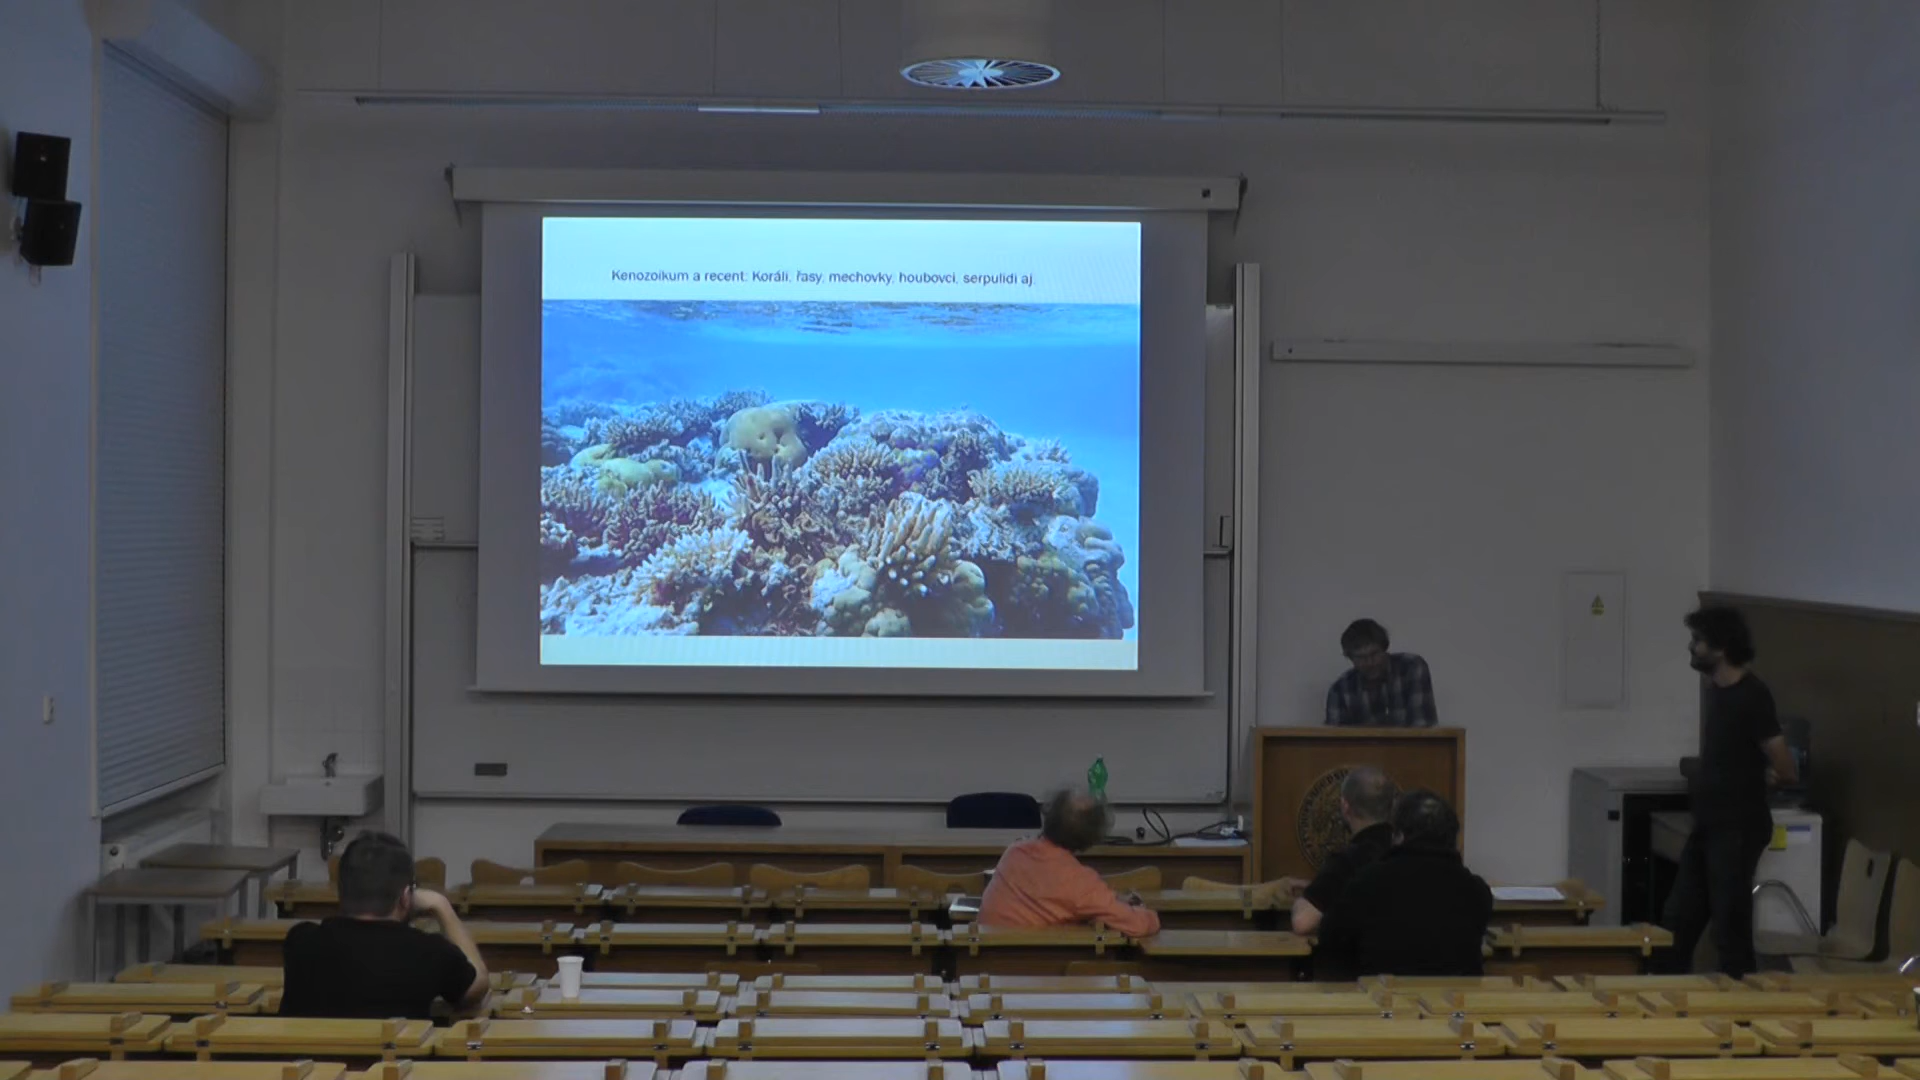 Kenozoikum a recent: Koráli, řasy, mechovky, houbovci, serpulidi aj.